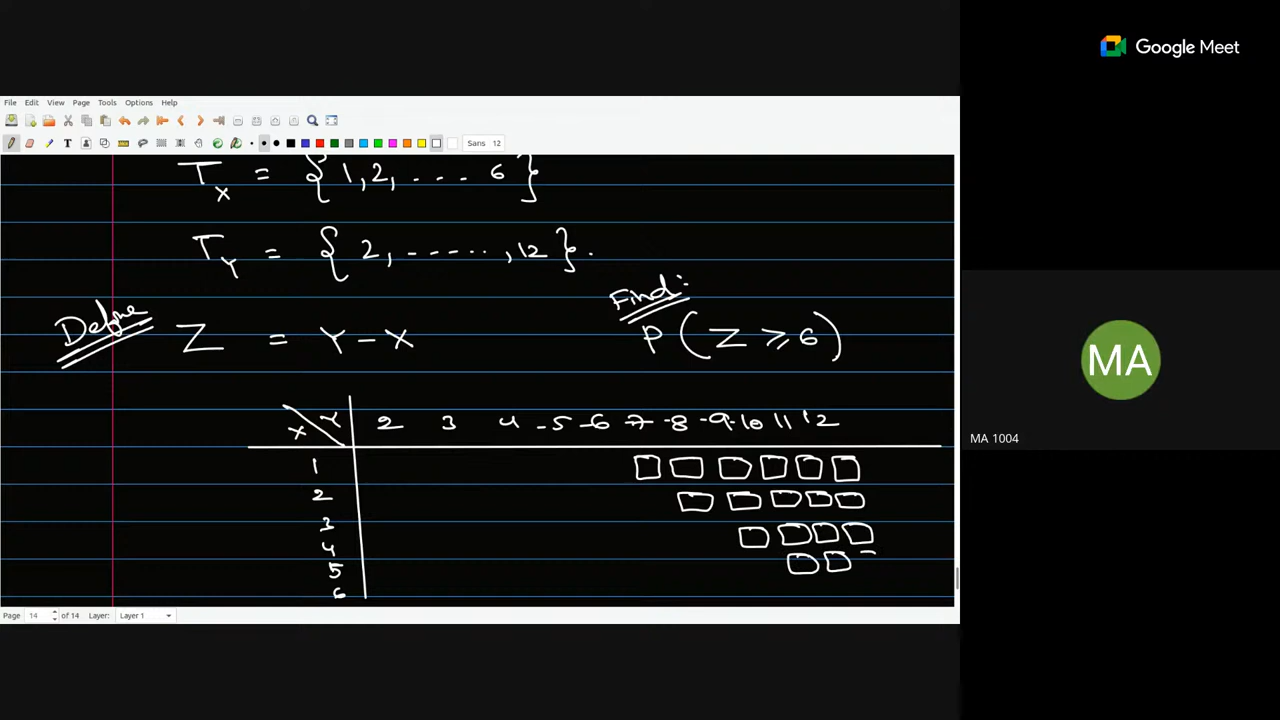 Google Meet
File Edit View Page Tools Options Help
Sans 12
T_X = { 1, 2, . - - . 6 }
T_Y = { 2, - - - - . . , 12 }.
Define Z = Y - X
Find:
P ( Z ⩾ 6 )
X Y 2 3 4 -5 -6 -7 -8 -9 -10 11 12
1
2
3
4
5
6
MA
MA 1004
Page 14 of 14 Layer: Layer 1